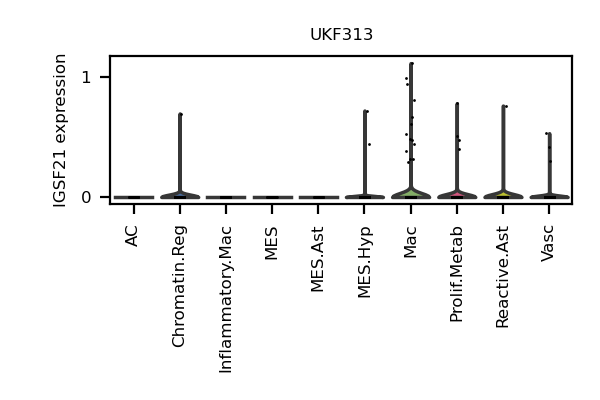 UKF313
IGSF21 expression
1
0
AC
Chromatin.Reg
Inflammatory.Mac
MES
MES.Ast
MES.Hyp
Mac
Prolif.Metab
Reactive.Ast
Vasc